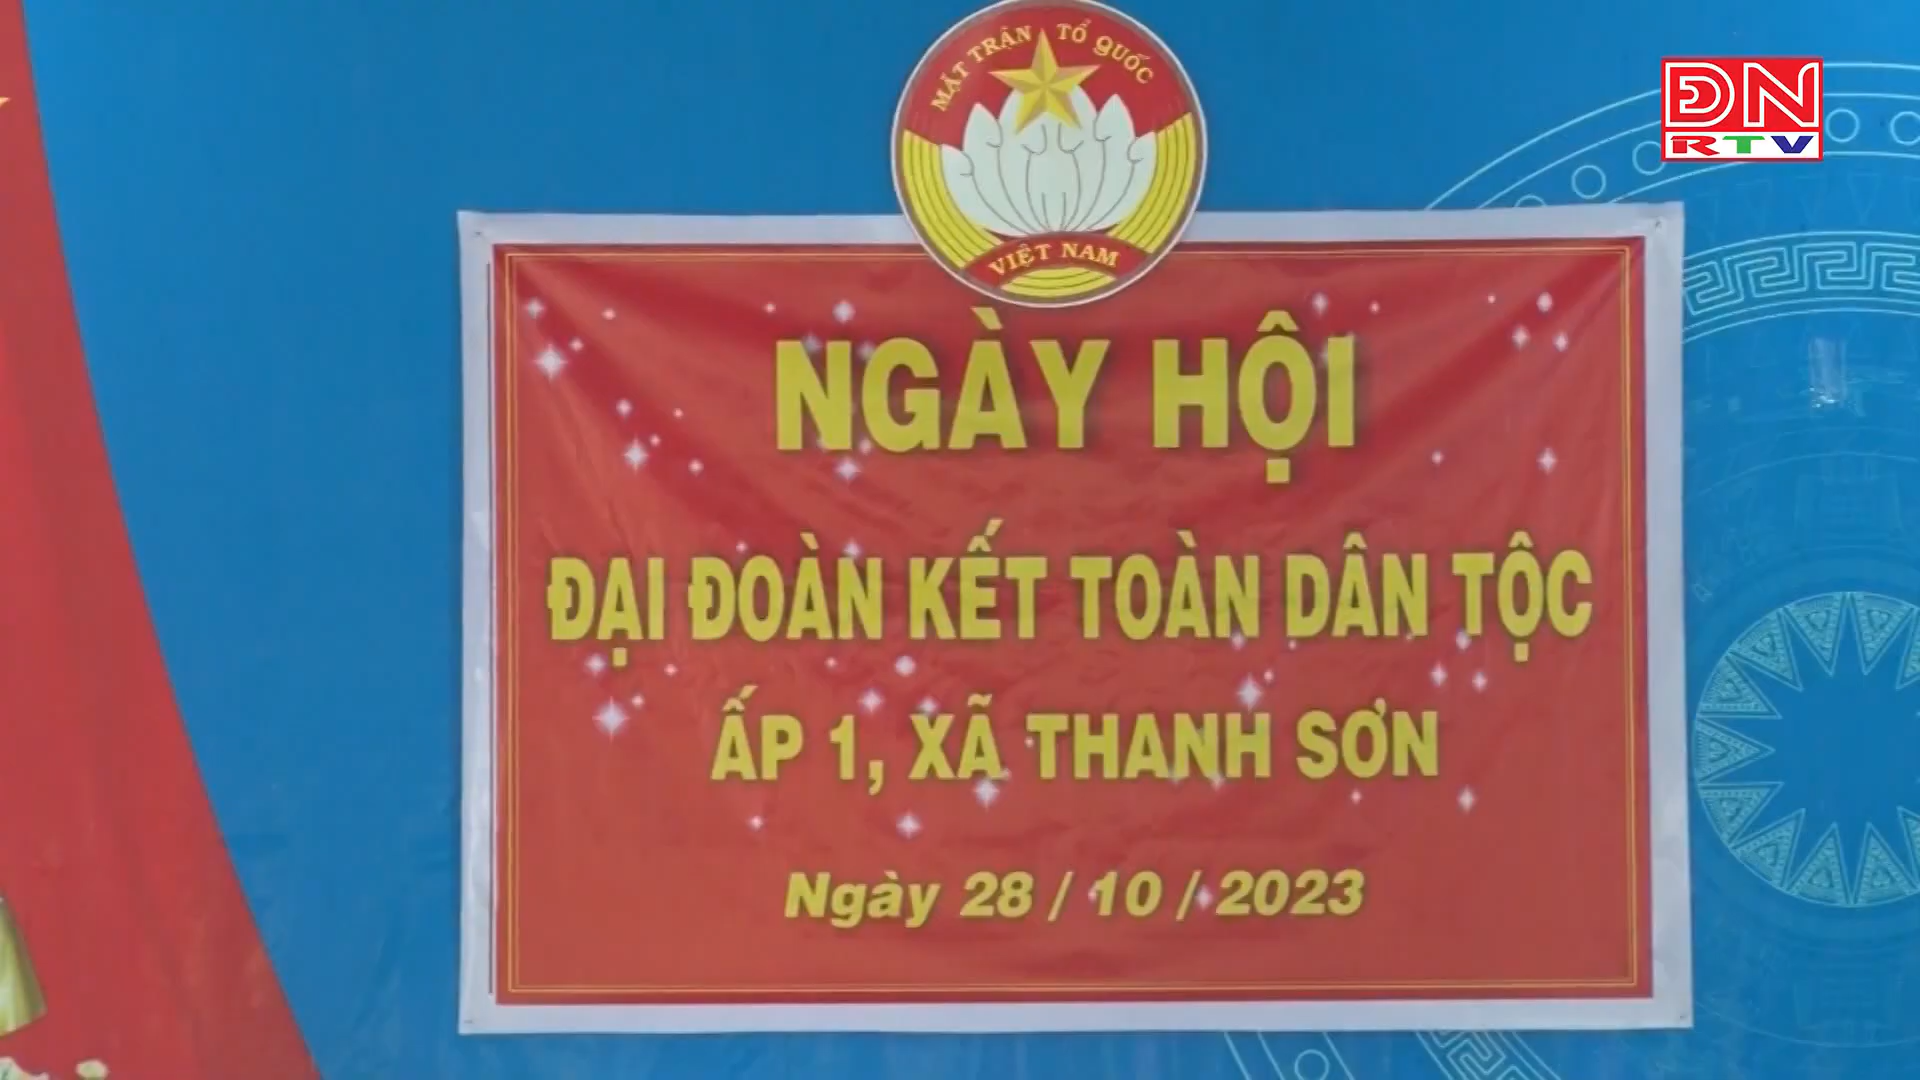 MẶT TRẬN TỔ QUỐC
VIỆT NAM
ĐN
RTV
NGÀY HỘI
ĐẠI ĐOÀN KẾT TOÀN DÂN TỘC
ẤP 1, XÃ THANH SƠN
Ngày 28 / 10 / 2023